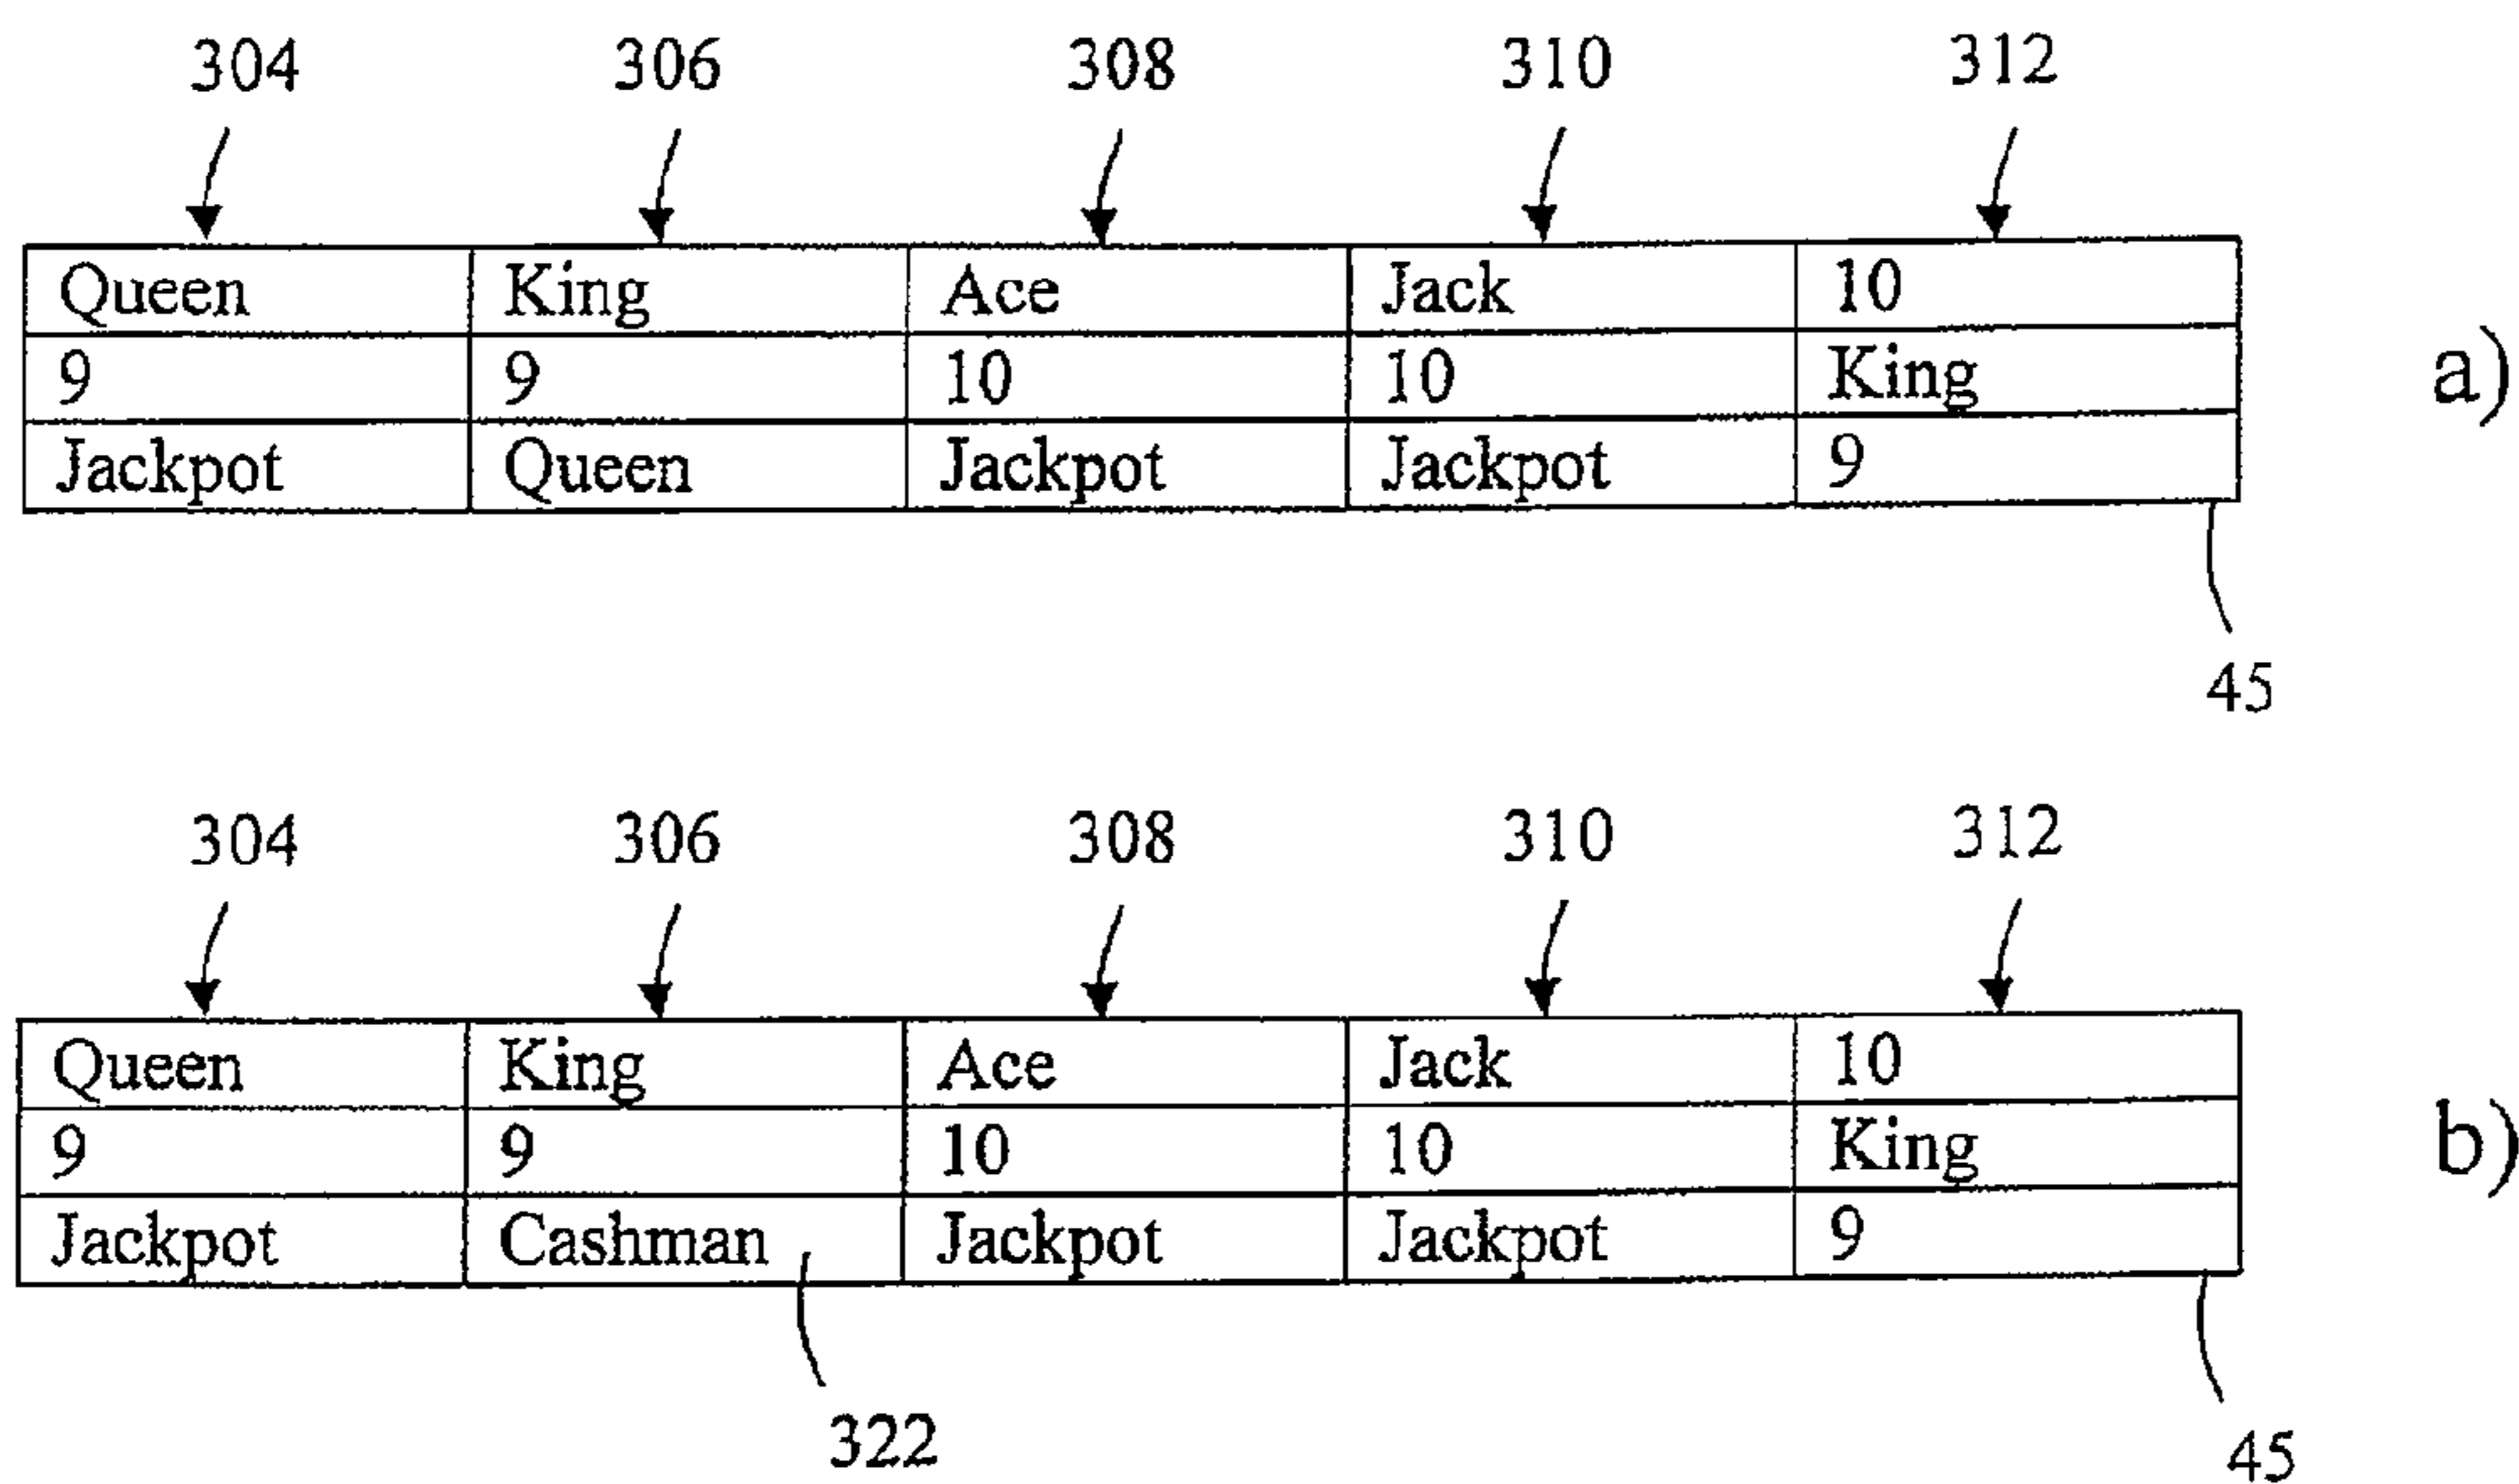 304 306 308 310 312
Queen King Ace Jack 10
9 9 10 10 King
a)
Jackpot Queen Jackpot Jackpot 9
45
304 306 308 310 312
Queen King Ace Jack 10
9 9 10 10 King
b)
Jackpot Cashman Jackpot Jackpot 9
322
45